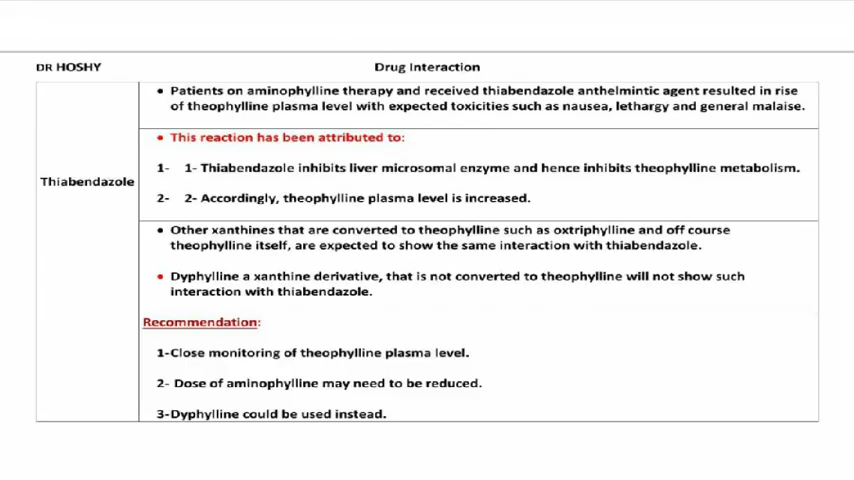 DR HOSHY Drug Interaction
• Patients on aminophylline therapy and received thiabendazole anthelmintic agent resulted in rise
of theophylline plasma level with expected toxicities such as nausea, lethargy and general malaise.
• This reaction has been attributed to:
1- 1- Thiabendazole inhibits liver microsomal enzyme and hence inhibits theophylline metabolism.
Thiabendazole
2- 2- Accordingly, theophylline plasma level is increased.
• Other xanthines that are converted to theophylline such as oxtriphylline and off course
theophylline itself, are expected to show the same interaction with thiabendazole.
• Dyphylline a xanthine derivative, that is not converted to theophylline will not show such
interaction with thiabendazole.
Recommendation:
1-Close monitoring of theophylline plasma level.
2- Dose of aminophylline may need to be reduced.
3-Dyphylline could be used instead.